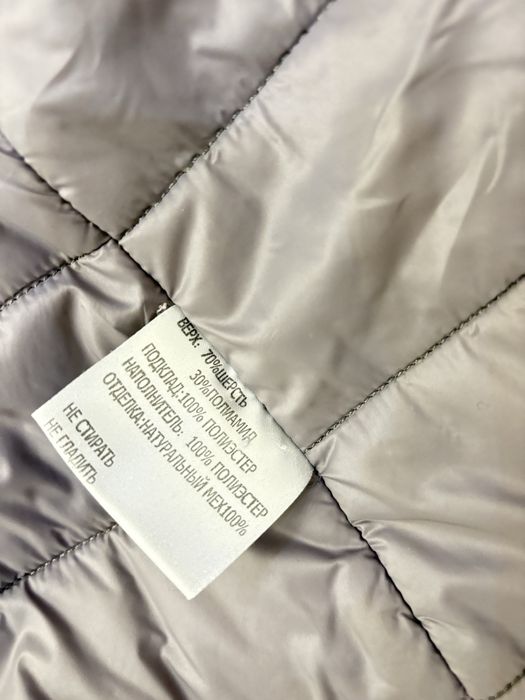 ВЕРХ: 70%ШЕРСТЬ
30%ПОЛИАМИД
ПОДКЛАД:100% ПОЛИЭСТЕР
НАПОЛНИТЕЛЬ: 100% ПОЛИЭСТЕР
ОТДЕЛКА:НАТУРАЛЬНЫЙ МЕХ100%
НЕ СТИРАТЬ
НЕ ГЛАДИТЬ